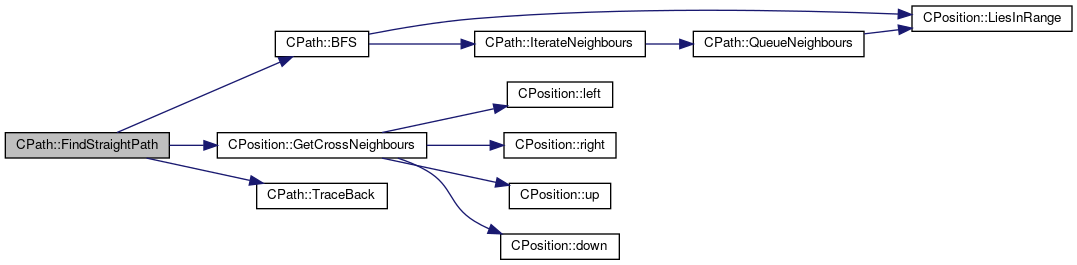 CPosition::LiesInRange
CPath::BFS
CPath::IterateNeighbours
CPath::QueueNeighbours
CPosition::left
CPath::FindStraightPath
CPosition::GetCrossNeighbours
CPosition::right
CPath::TraceBack
CPosition::up
CPosition::down